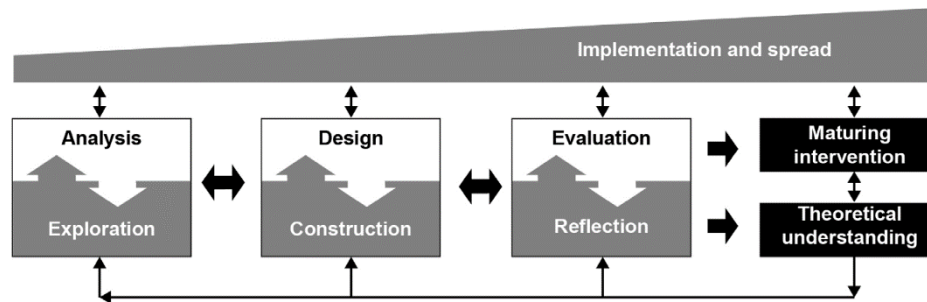 Implementation and spread
Analysis
Exploration
Design
Construction
Evaluation
Reflection
Maturing
intervention
Theoretical
understanding